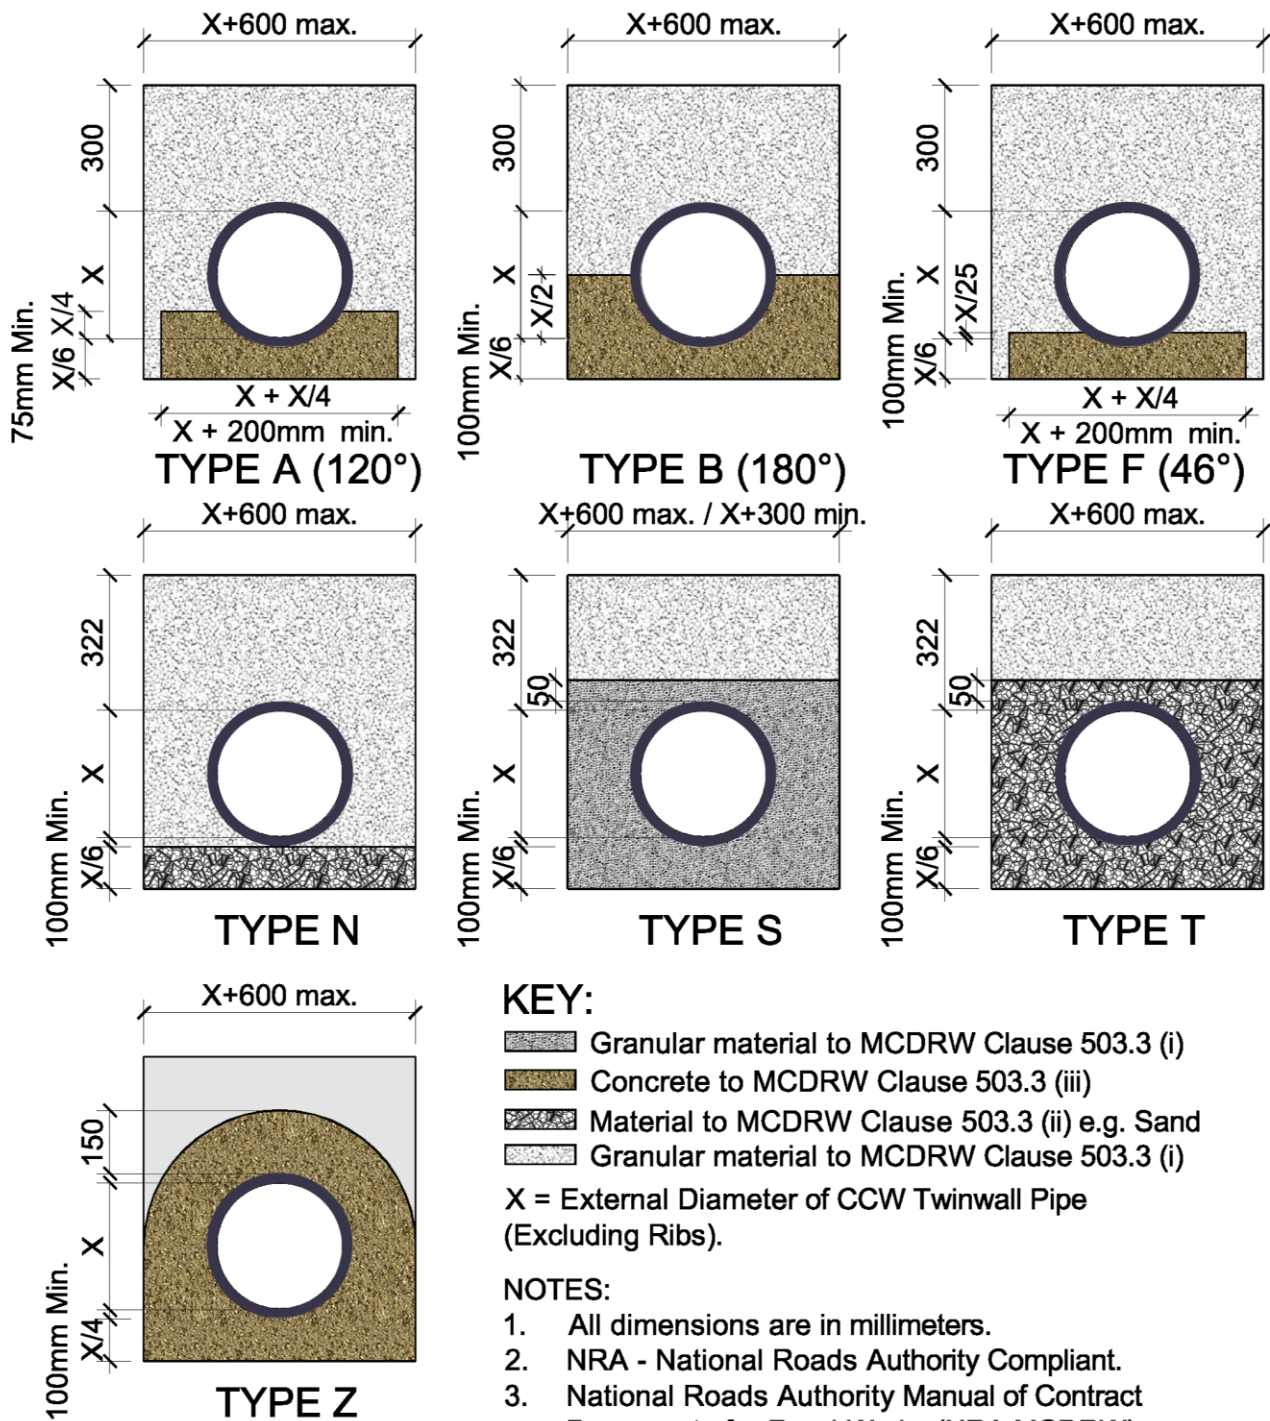 X+600 max.
300
X
X/4
X/6
75mm Min.
X + X/4
X + 200mm min.
TYPE A (120°)
X+600 max.
300
X
X/2
X/6
100mm Min.
TYPE B (180°)
X+600 max.
300
X
X/25
X/6
100mm Min.
X + X/4
X + 200mm min.
TYPE F (46°)
X+600 max.
322
X
X/6
100mm Min.
TYPE N
X+600 max. / X+300 min.
322
50
X
X/6
100mm Min.
TYPE S
X+600 max.
322
50
X
X/6
100mm Min.
TYPE T
X+600 max.
150
X
X/4
100mm Min.
TYPE Z
KEY:
Granular material to MCDRW Clause 503.3 (i)
Concrete to MCDRW Clause 503.3 (iii)
Material to MCDRW Clause 503.3 (ii) e.g. Sand
Granular material to MCDRW Clause 503.3 (i)
X = External Diameter of CCW Twinwall Pipe
(Excluding Ribs).
NOTES:
1. All dimensions are in millimeters.
2. NRA - National Roads Authority Compliant.
3. National Roads Authority Manual of Contract